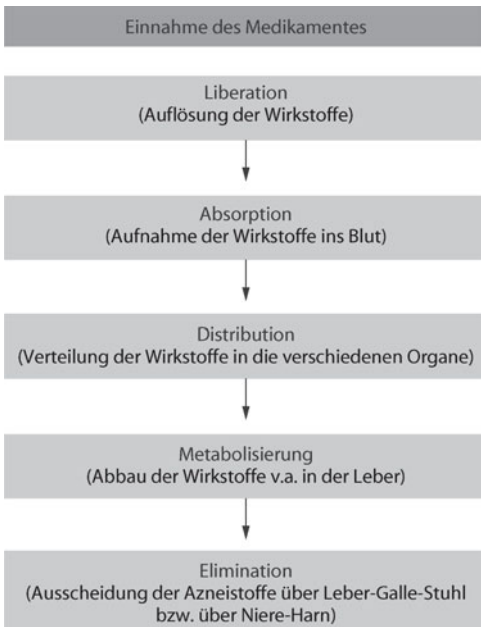 Einnahme des Medikamentes
Liberation
(Auflösung der Wirkstoffe)
Absorption
(Aufnahme der Wirkstoffe ins Blut)
Distribution
(Verteilung der Wirkstoffe in die verschiedenen Organe)
Metabolisierung
(Abbau der Wirkstoffe v.a. in der Leber)
Elimination
(Ausscheidung der Azneistoffe über Leber-Galle-Stuhl
bzw. über Niere-Harn)